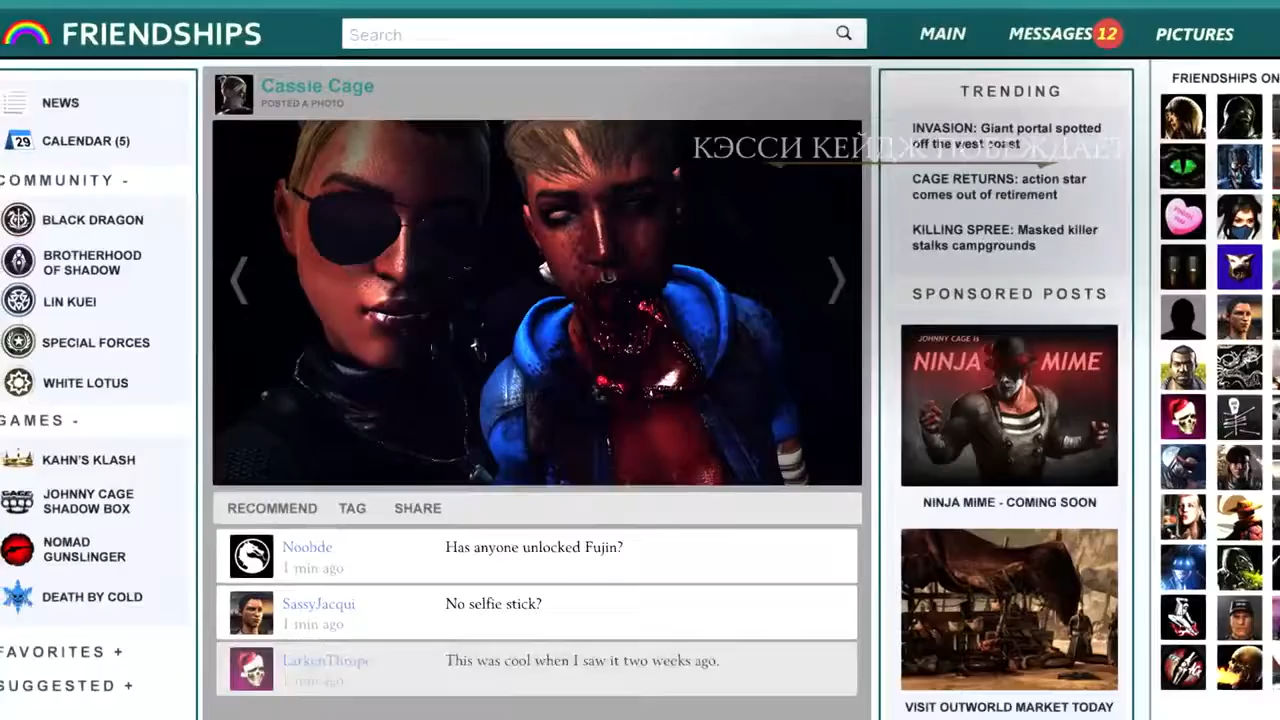 FRIENDSHIPS
Search
MAIN
MESSAGES 12
PICTURES
29
NEWS
CALENDAR (5)
COMMUNITY -
BLACK DRAGON
BROTHERHOOD
OF SHADOW
LIN KUEI
SPECIAL FORCES
WHITE LOTUS
GAMES -
KAHN'S KLASH
JOHNNY CAGE
SHADOW BOX
NOMAD
GUNSLINGER
DEATH BY COLD
FAVORITES +
SUGGESTED +
Cassie Cage
POSTED A PHOTO
КЭССИ КЕЙДЖ ПОБЕЖДАЕТ
RECOMMEND
TAG
SHARE
Noobde
1 min ago
Has anyone unlocked Fujin?
SassyJacqui
1 min ago
No selfie stick?
This was cool when I saw it two weeks ago.
TRENDING
INVASION: Giant portal spotted
off the west coast
CAGE RETURNS: action star
comes out of retirement
KILLING SPREE: Masked killer
stalks campgrounds
SPONSORED POSTS
JOHNNY CAGE IS
NINJA MIME
NINJA MIME - COMING SOON
VISIT OUTWORLD MARKET TODAY
FRIENDSHIPS ON